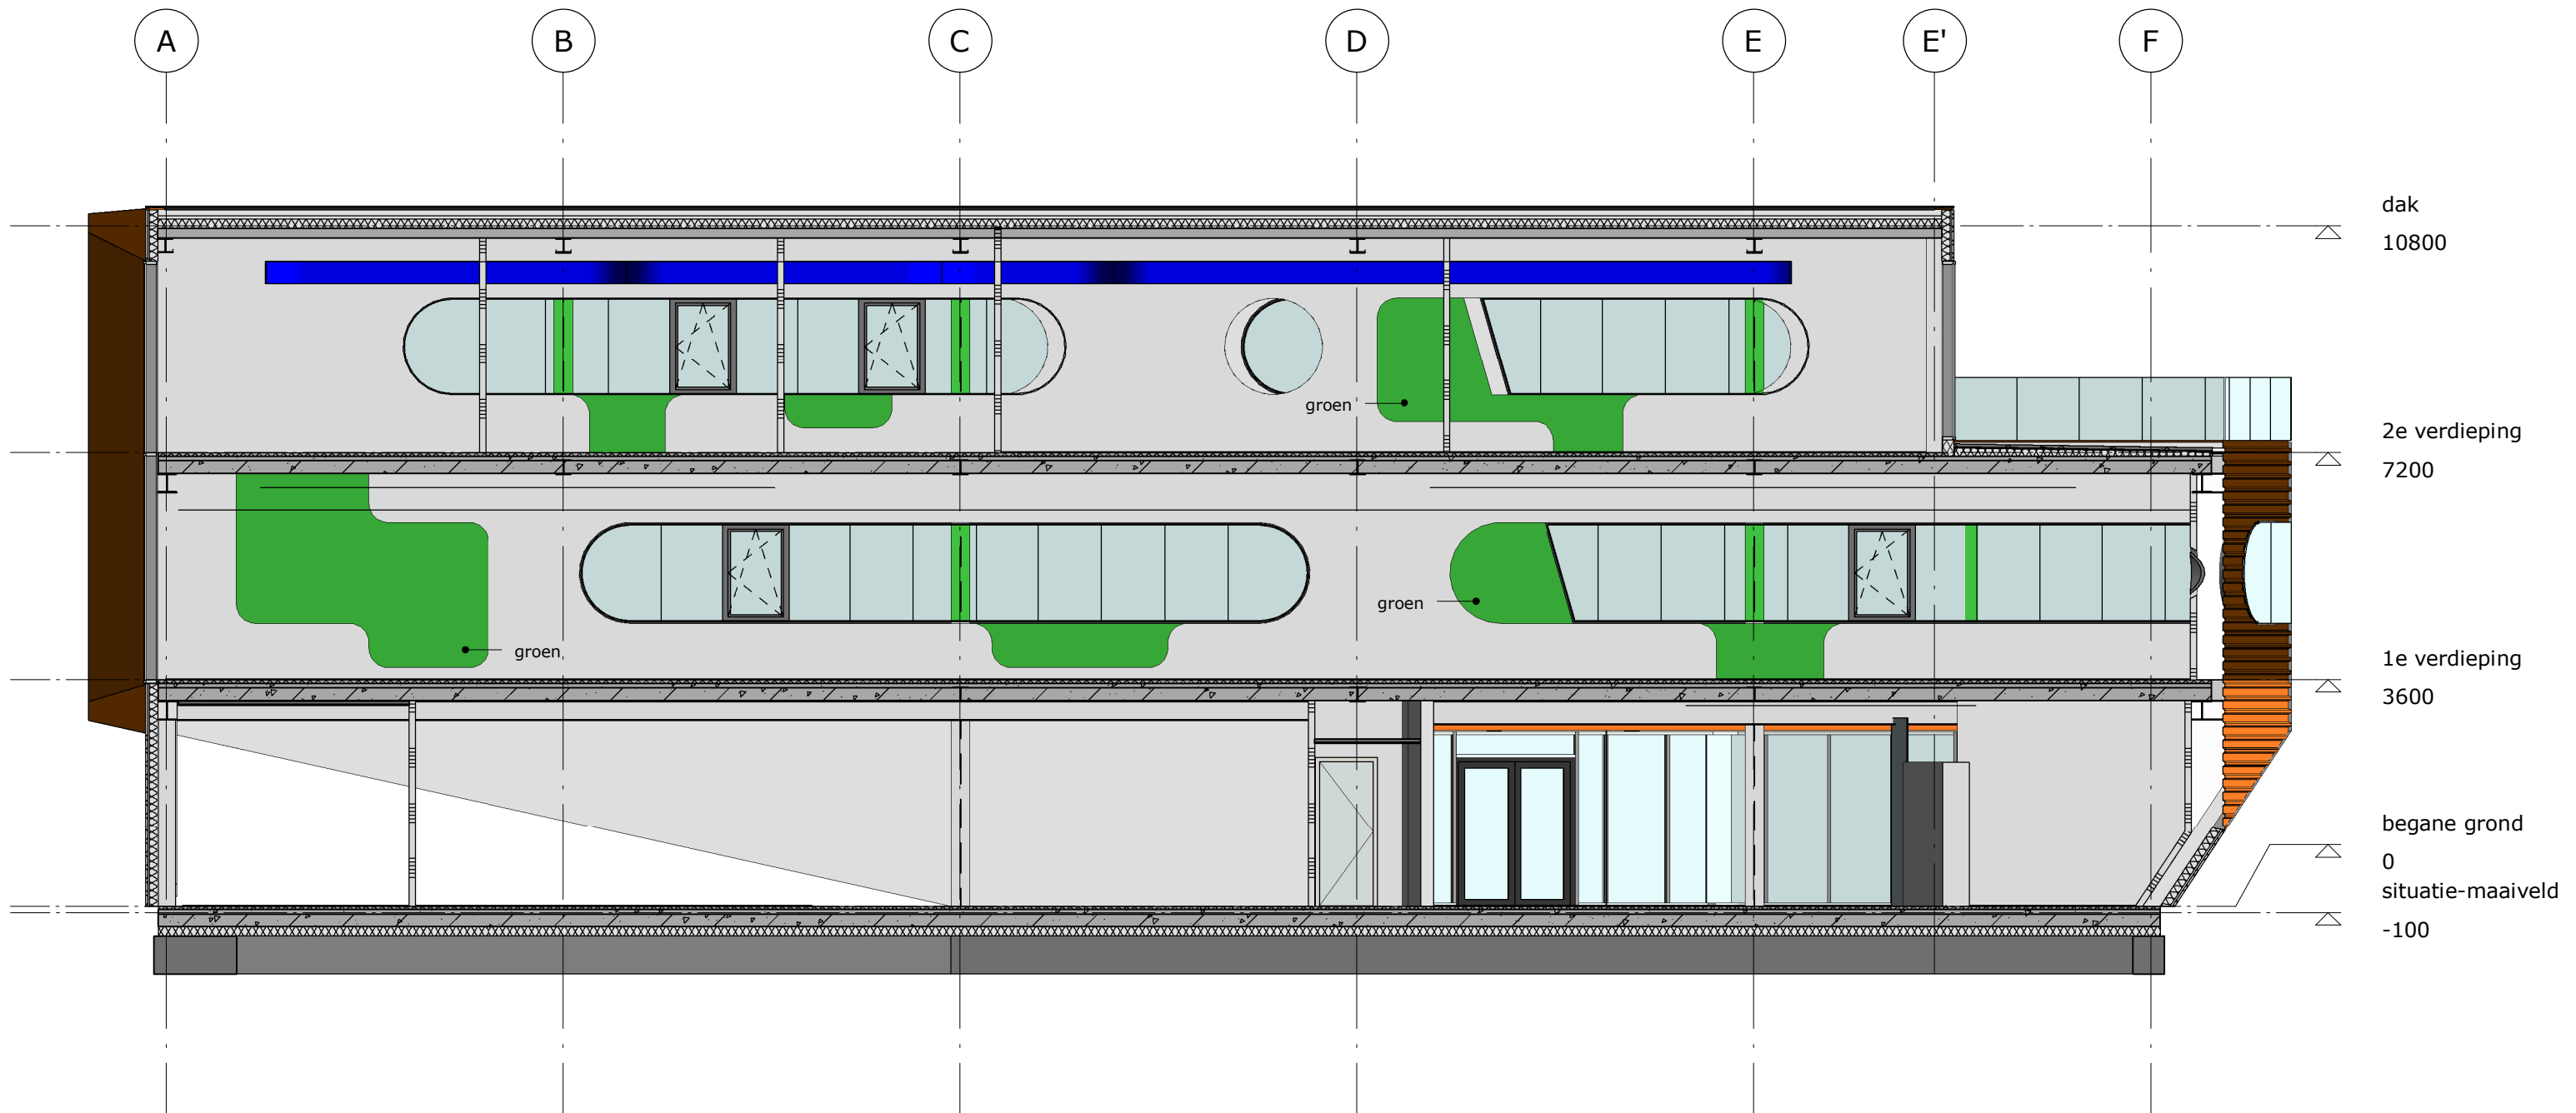 A
B
C
D
E
E'
F
dak
10800
groen
2e verdieping
7200
groen
groen
1e verdieping
3600
begane grond
0
situatie-maaiveld
-100